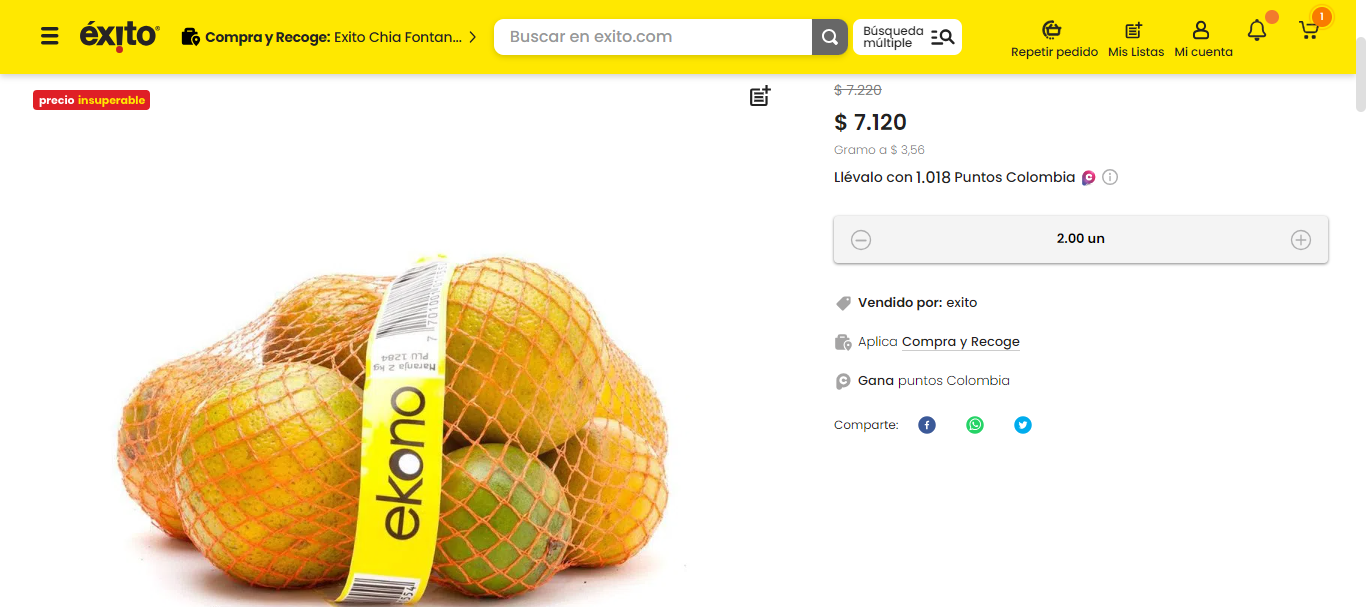 éxito
Compra y Recoge: Exito Chia Fontan...
Buscar en exito.com
Búsqueda
múltiple
Repetir pedido
Mis Listas
Mi cuenta
1
precio insuperable
$ 7.220
$ 7.120
Gramo a $ 3,56
Llévalo con 1.018 Puntos Colombia
2.00 un
Vendido por: exito
Aplica Compra y Recoge
Gana puntos Colombia
Comparte:
PLU 1284
Naranja 2 kg
ekono